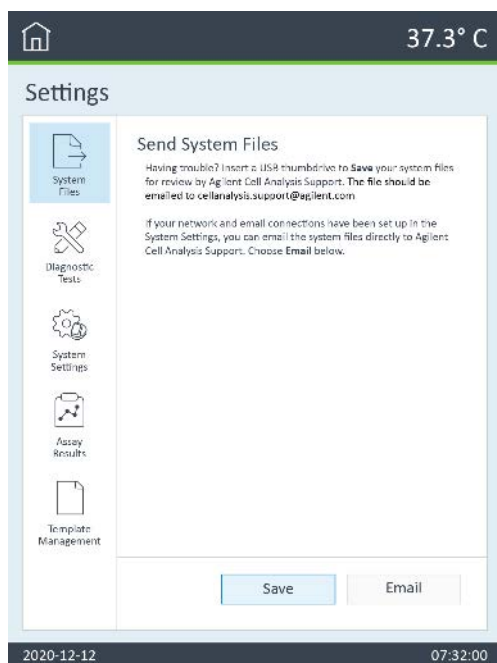 37.3° C
Settings
System
Files
Diagnostic
Tests
System
Settings
Assay
Results
Template
Management
Send System Files
Having trouble? Insert a USB thumbdrive to Save your system files
for review by Agilent Cell Analysis Support. The file should be
emailed to cellanalysis.support@agilent.com
If your network and email connections have been set up in the
System Settings, you can email the system files directly to Agilent
Cell Analysis Support. Choose Email below.
Save
Email
2020-12-12
07:32:00